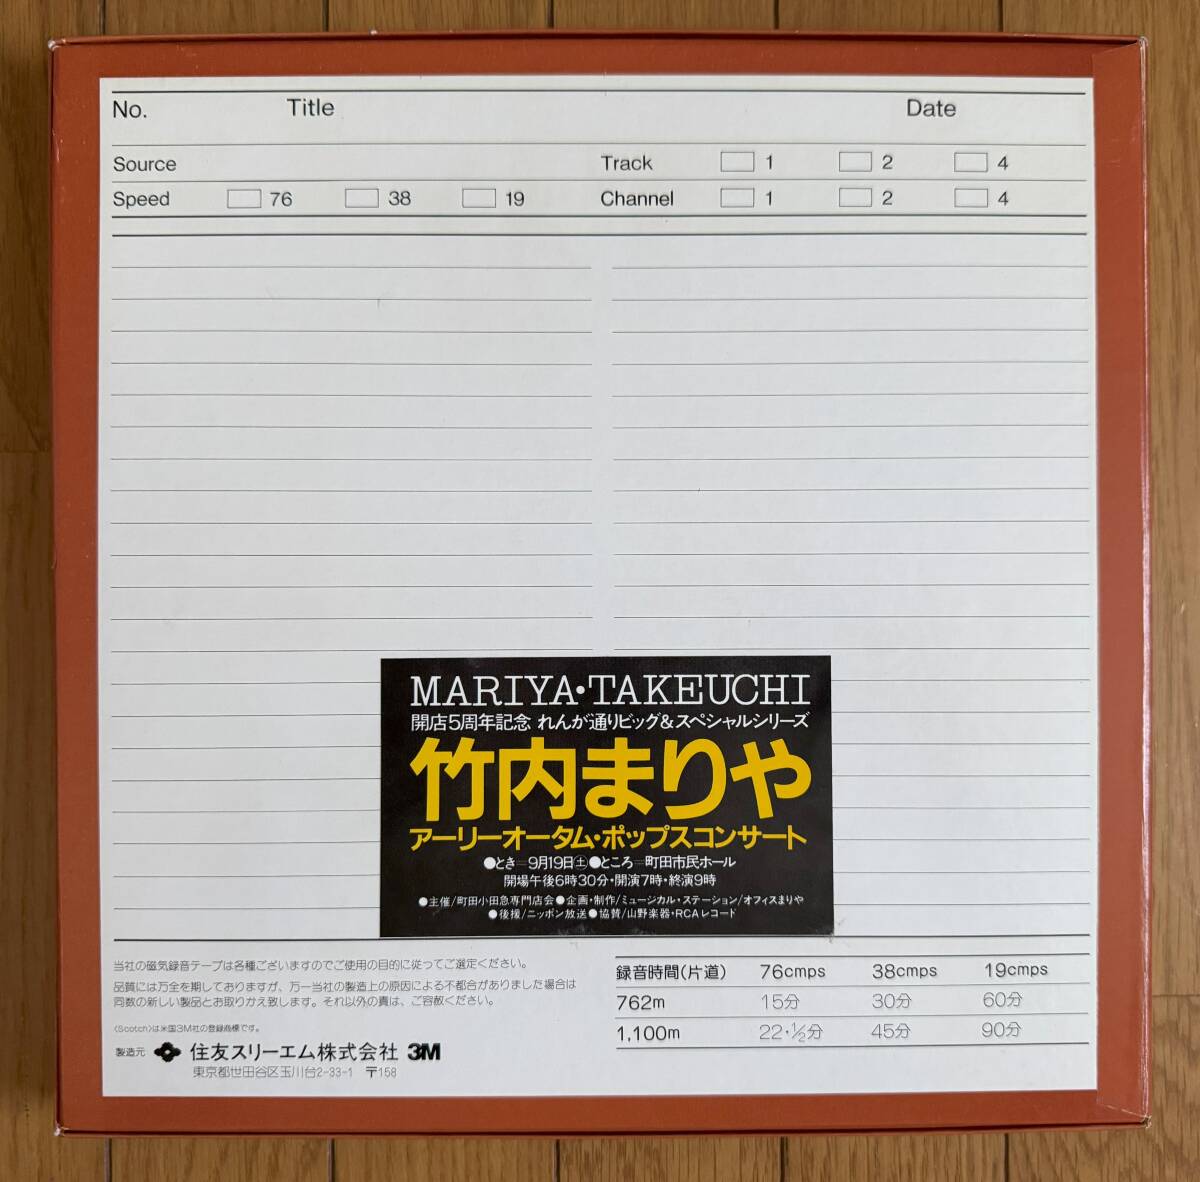 No. Title Date
Source Track 1 2 4
Speed 76 38 19 Channel 1 2 4
MARIYA・TAKEUCHI
開店5周年記念 れんが通りビッグ&スペシャルシリーズ
竹内まりや
アーリーオータム・ポップスコンサート
●とき=9月19日㊏●ところ=町田市民ホール
開場午後6時30分・開演7時・終演9時
●主催/町田小田急専門店会●企画・制作/ミュージカル・ステーション/オフィスまりや
●後援/ニッポン放送●協賛/山野楽器・RCAレコード
当社の磁気録音テープは各種ございますのでご使用の目的に従ってご選定ください。
品質には万全を期しておりますが、万一当社の製造上の原因による不都合がありました場合は
同数の新しい製品とお取りかえ致します。それ以外の責は、ご容赦ください。
〈Scotch〉は米国3M社の登録商標です。
製造元 住友スリーエム株式会社 3M
東京都世田谷区玉川台2-33-1 〒158
録音時間(片道) 76cmps 38cmps 19cmps
762m 15分 30分 60分
1,100m 22・½分 45分 90分